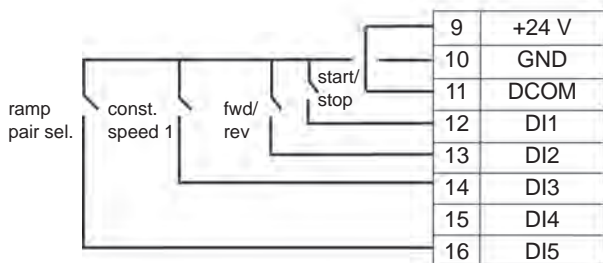 9 +24 V
10 GND
11 DCOM
12 DI1
13 DI2
14 DI3
15 DI4
16 DI5
ramp
pair sel.
const.
speed 1
fwd/
rev
start/
stop